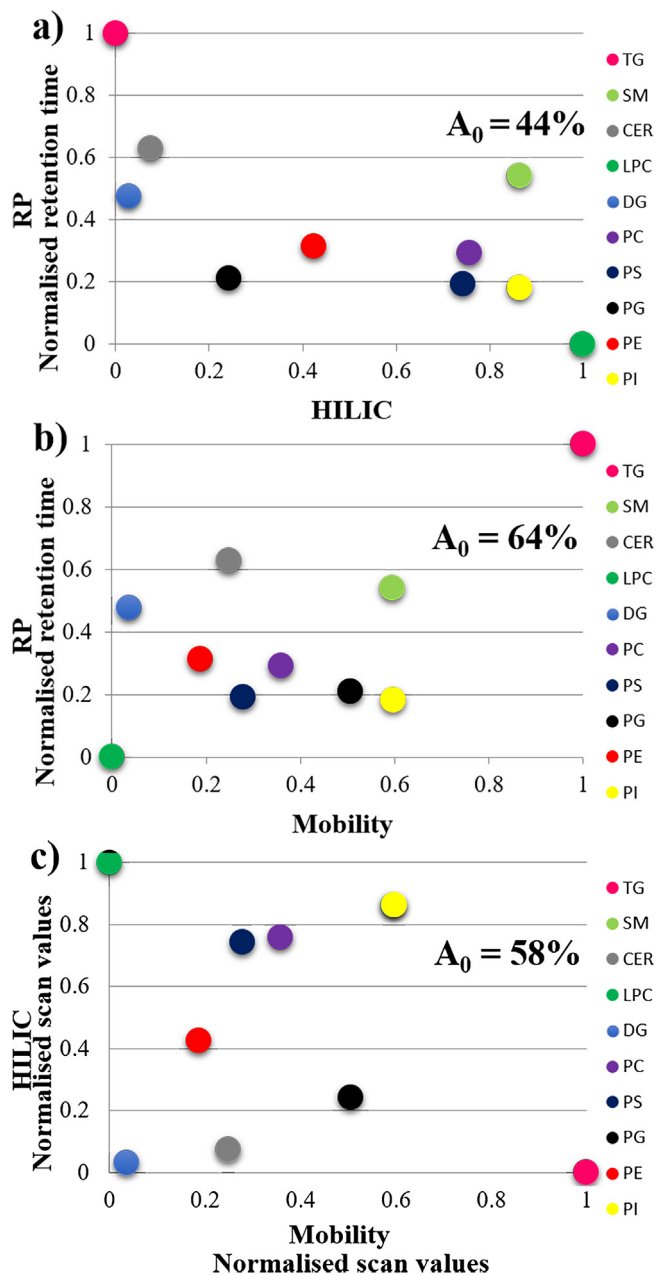 a)
RP
Normalised retention time
1
0.8
0.6
0.4
0.2
0
0
0.2
0.4
0.6
0.8
1
HILIC
A0 = 44%
TG
SM
CER
LPC
DG
PC
PS
PG
PE
PI
b)
RP
Normalised retention time
1
0.8
0.6
0.4
0.2
0
0
0.2
0.4
0.6
0.8
1
Mobility
A0 = 64%
TG
SM
CER
LPC
DG
PC
PS
PG
PE
PI
c)
HILIC
Normalised scan values
1
0.8
0.6
0.4
0.2
0
0
0.2
0.4
0.6
0.8
1
Mobility
Normalised scan values
A0 = 58%
TG
SM
CER
LPC
DG
PC
PS
PG
PE
PI